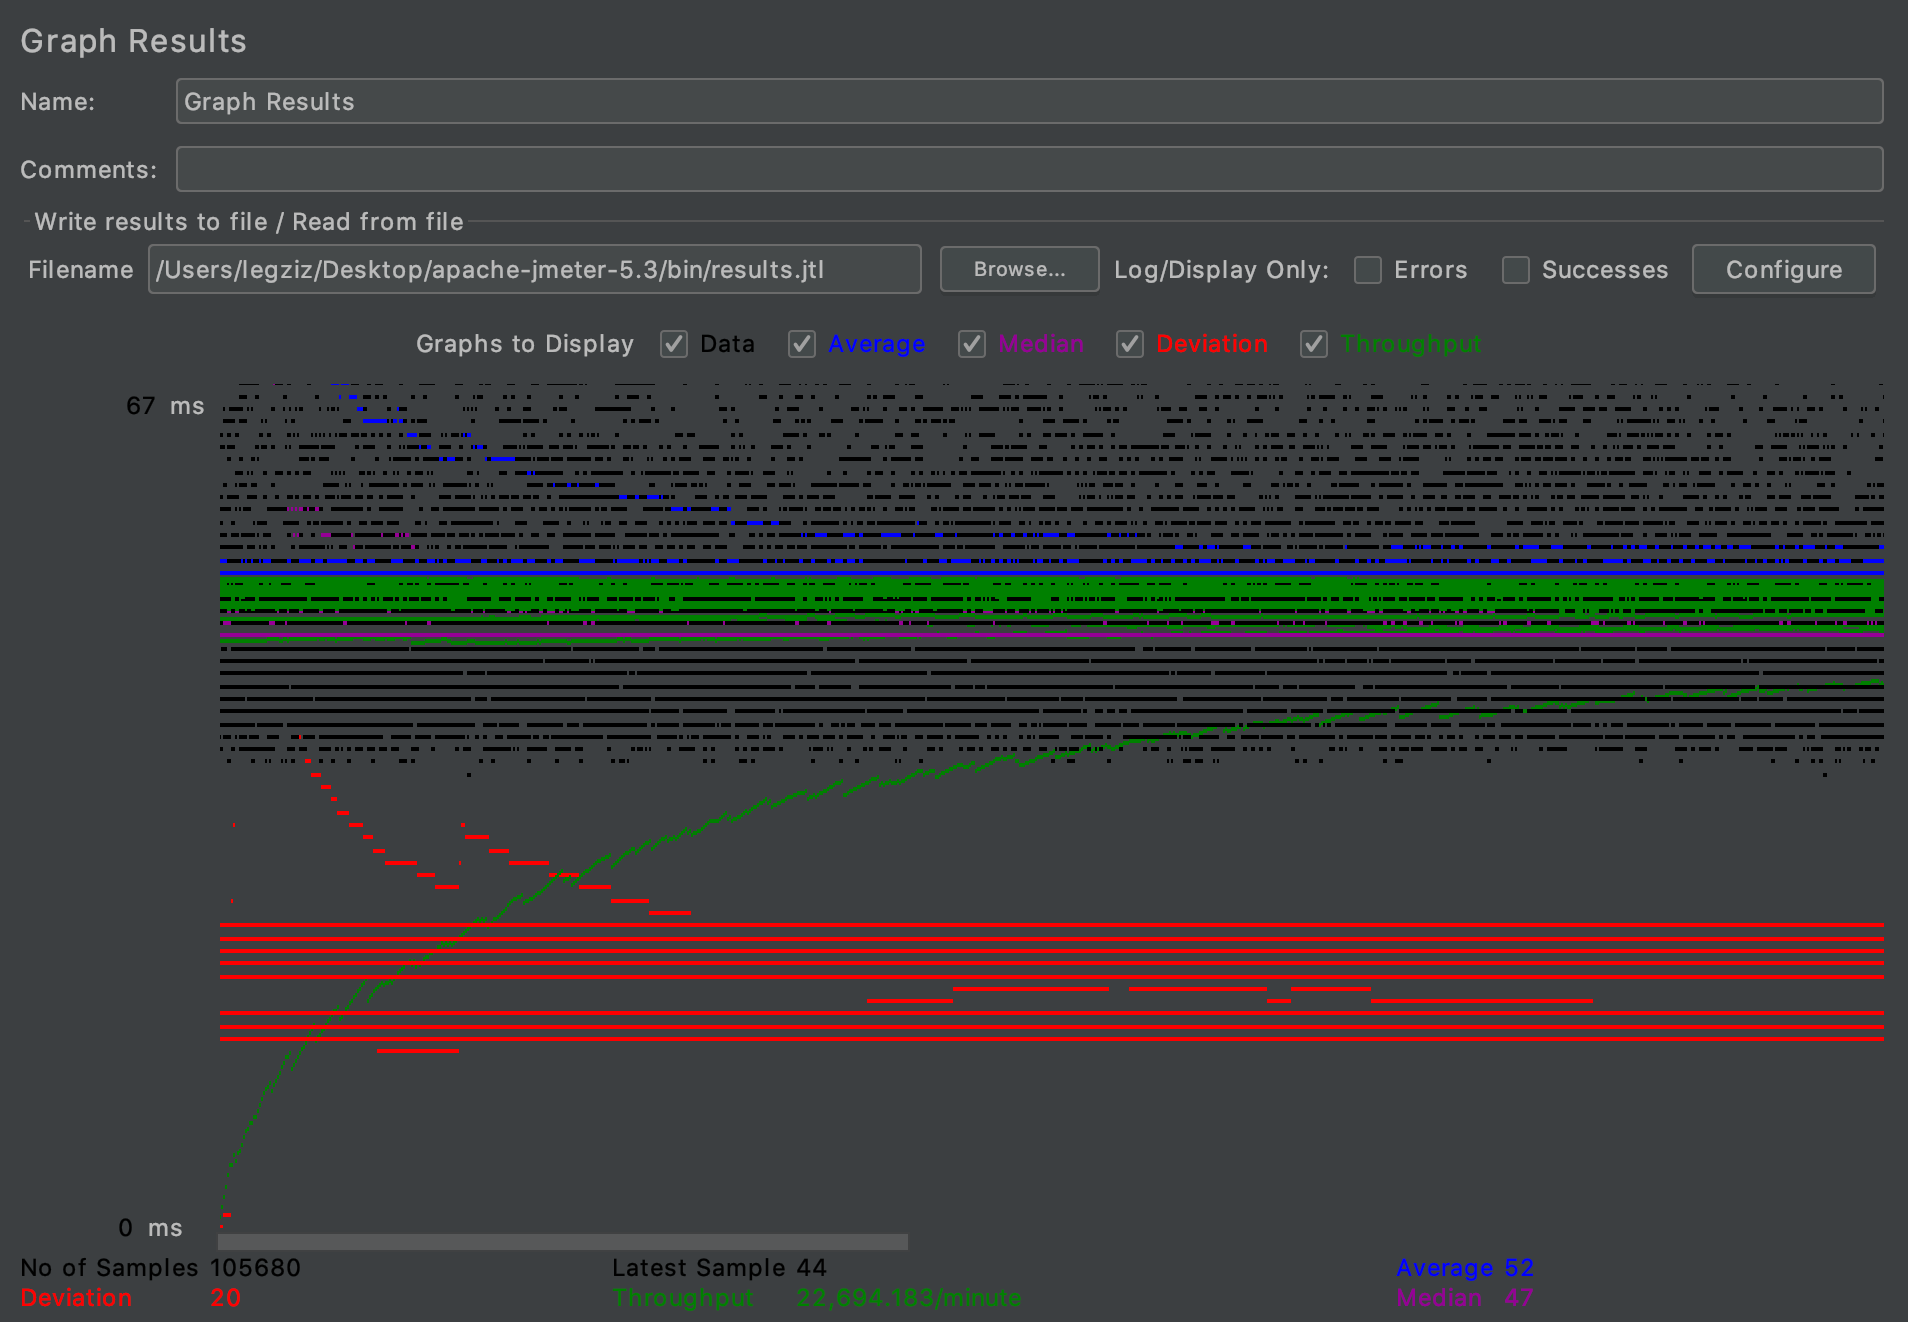 Graph Results
Name: Graph Results
Comments:
Write results to file / Read from file
Filename /Users/legziz/Desktop/apache-jmeter-5.3/bin/results.jtl Browse... Log/Display Only: Errors Successes Configure
Graphs to Display Data Average Median Deviation Throughput
67 ms
0 ms
No of Samples 105680 Latest Sample 44 Average 52
Deviation 20 Throughput 22,694.183/minute Median 47